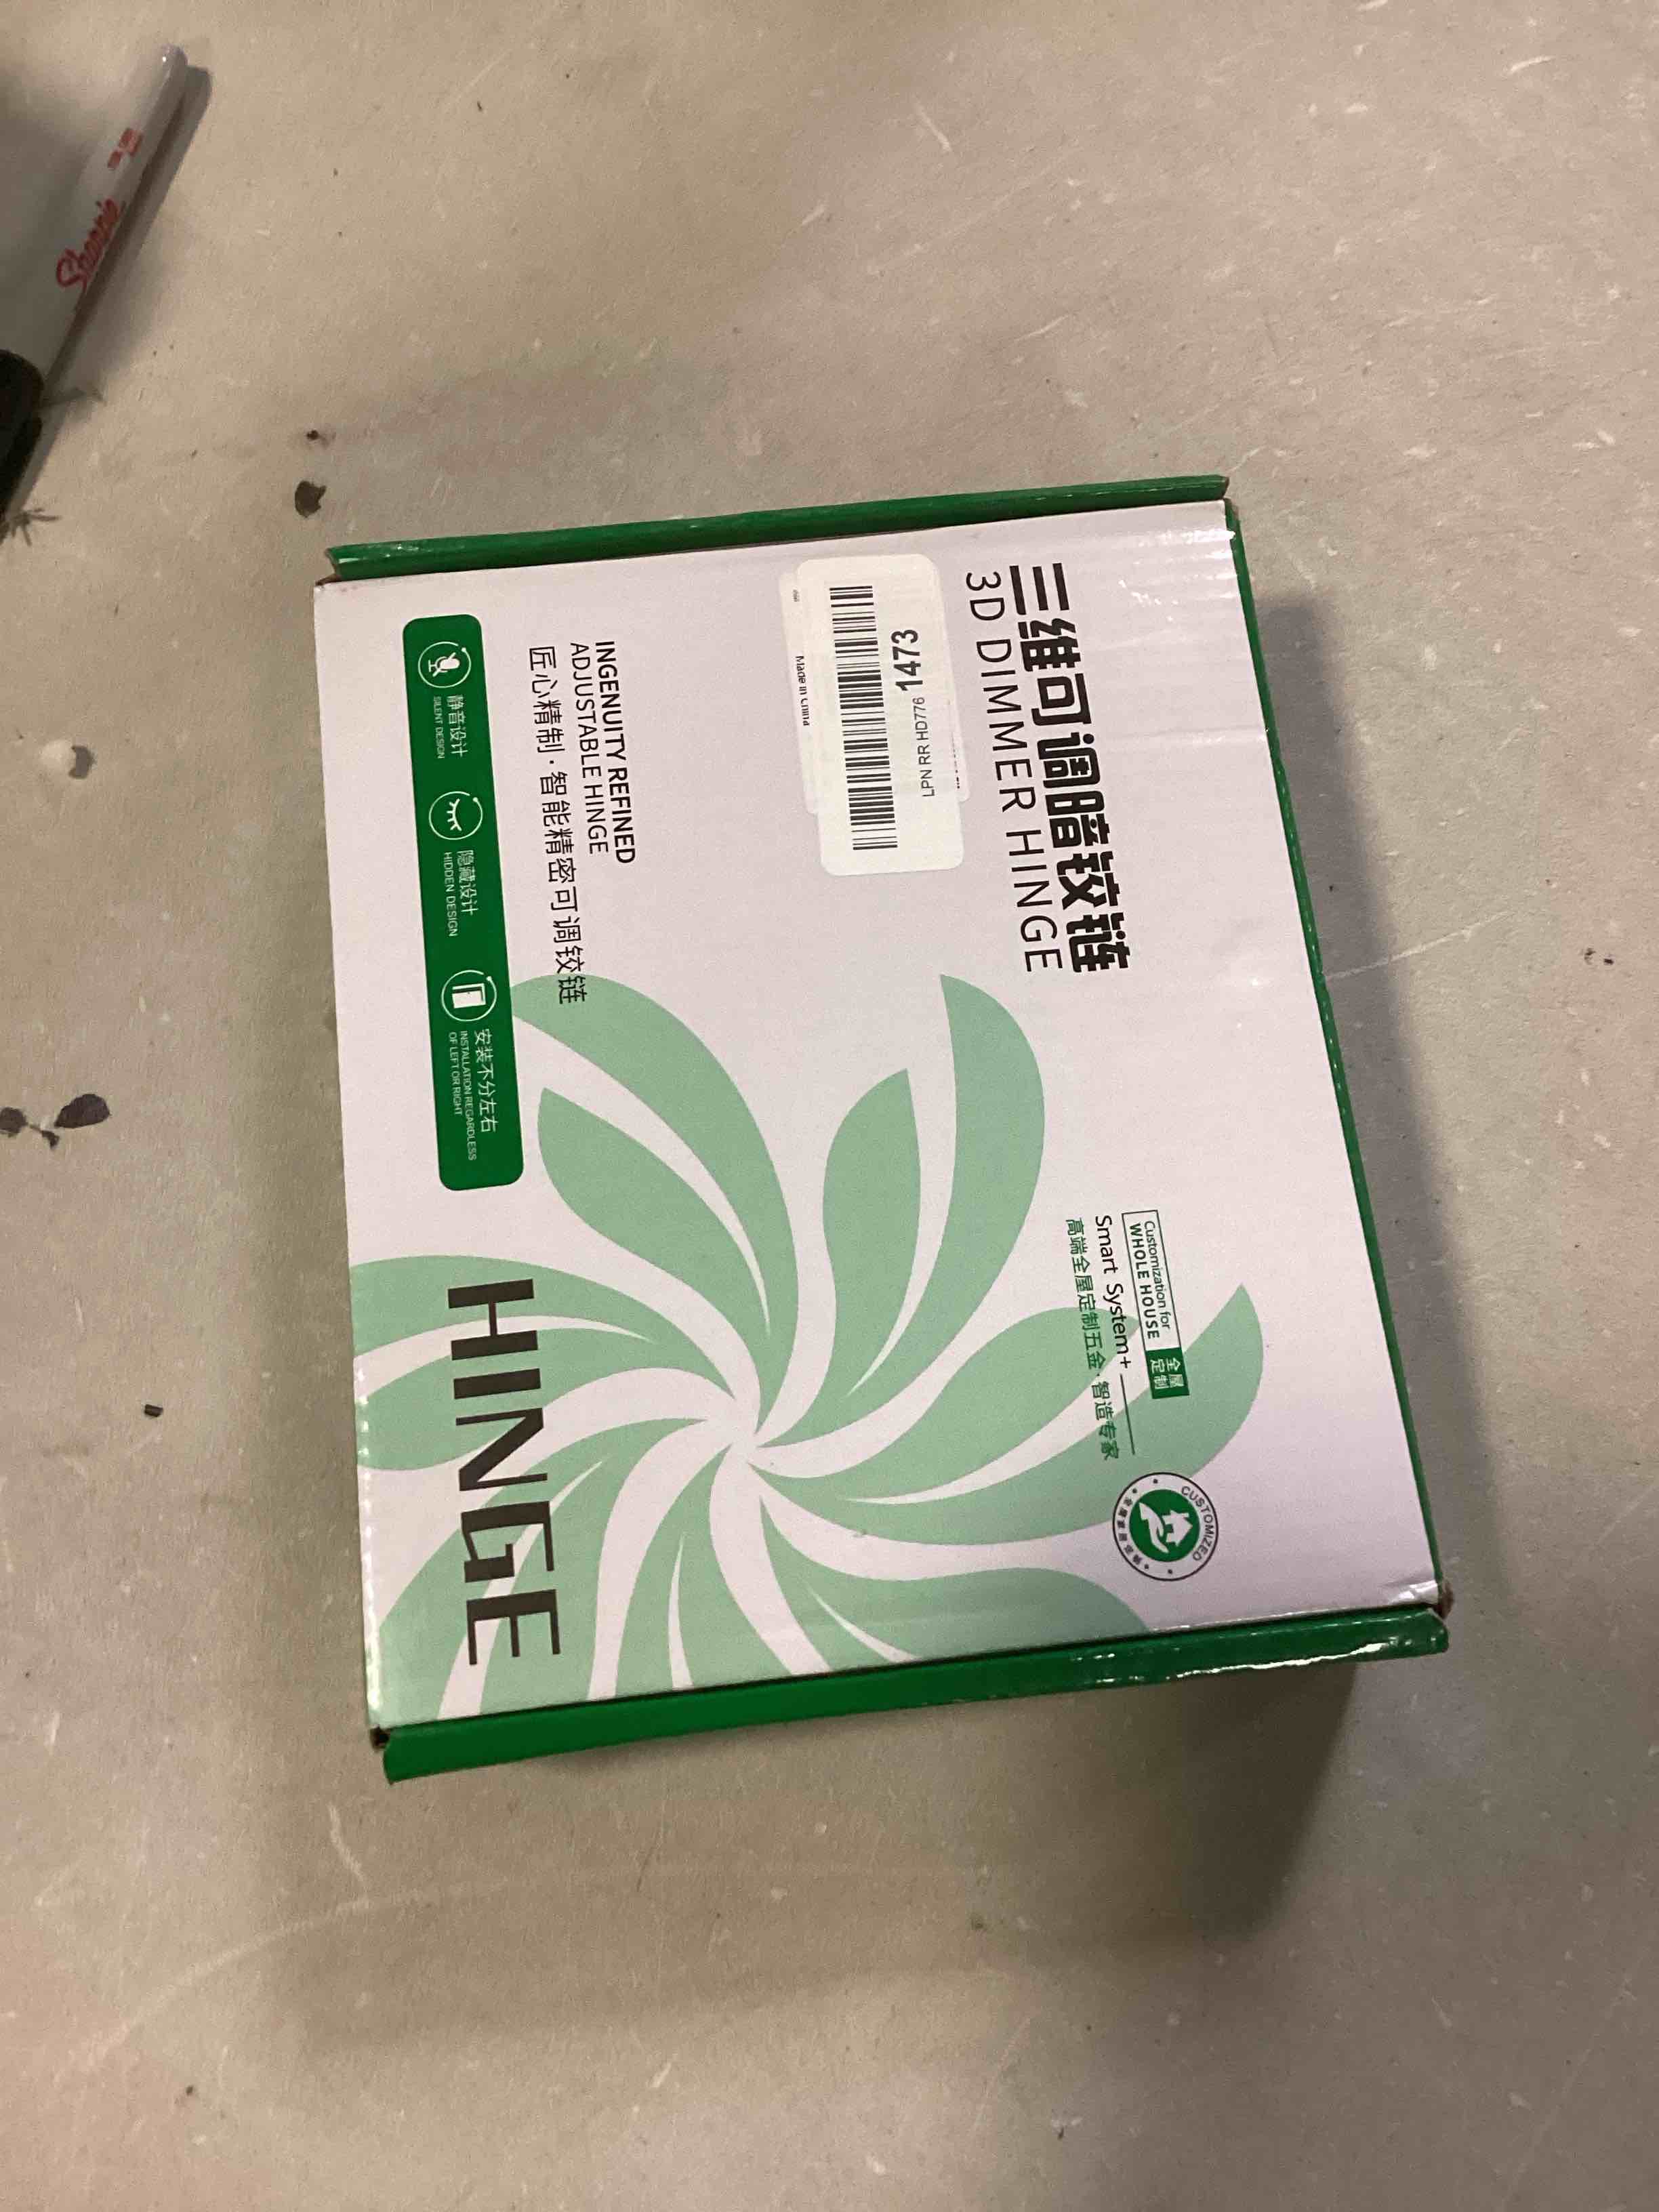 三维可调暗铰链
3D DIMMER HINGE
LPNRRHD7761473
Made in China
INGENUITY REFINED
ADJUSTABLE HINGE
匠心精制·智能精密可调铰链
静音设计
SILENT DESIGN
隐藏设计
HIDDEN DESIGN
安装不分左右
INSTALLATION REGARDLESS
OF LEFT OR RIGHT
Customization for
WHOLE HOUSE
全屋
定制
Smart System+
高端全屋定制五金·智造专家
CUSTOMIZED
HINGE
Sharpie